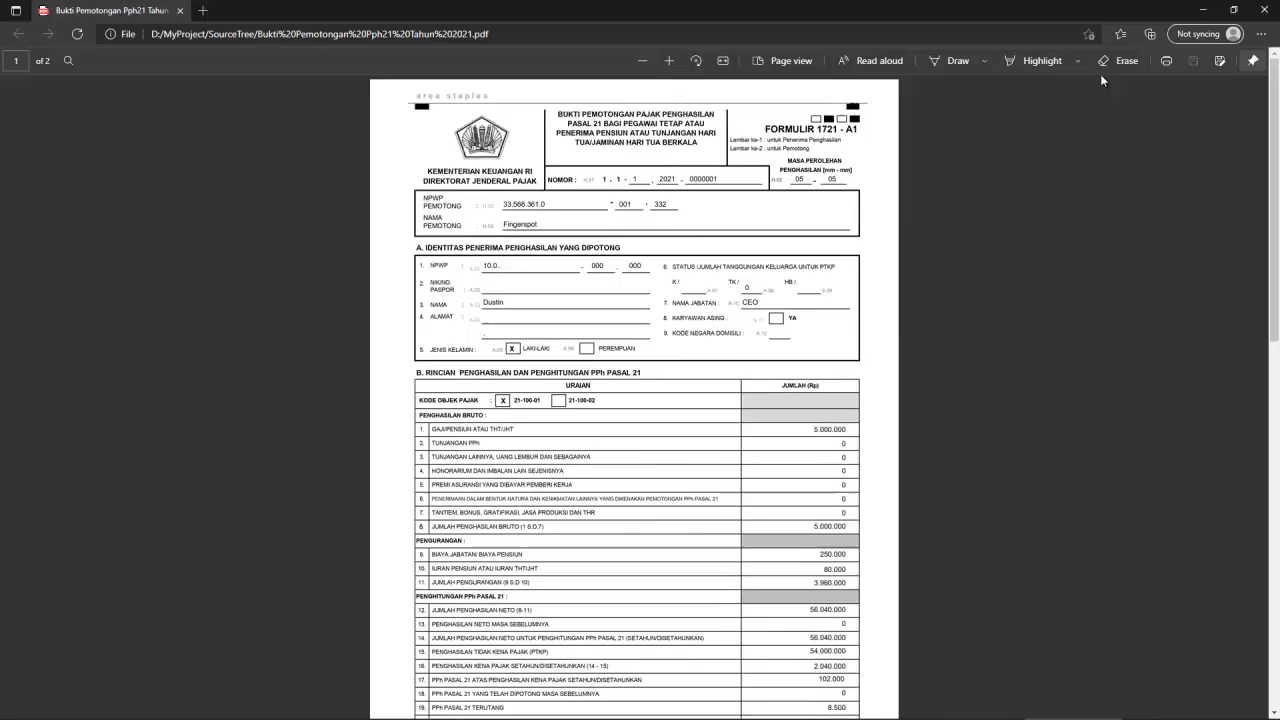 Bukti Pemotongan Pph21 Tahun
File D:/MyProject/SourceTree/Bukti%20Pemotongan%20Pph21%20Tahun%202021.pdf
Not syncing
1 of 2
Draw Highlight Erase
Read aloud
area staples
KEMENTERIAN KEUANGAN RI
DIREKTORAT JENDERAL PAJAK
BUKTI PEMOTONGAN PAJAK PENGHASILAN
PASAL 21 BAGI PEGAWAI TETAP ATAU
PENERIMA PENSIUN ATAU TUNJANGAN HARI
TUA/JAMINAN HARI TUA BERKALA
FORMULIR 1721 - A1
Lembar ke-1 : untuk Penerima Penghasilan
Lembar ke-2 : untuk Pemotong
MASA PEROLEHAN
PENGHASILAN [mm - mm]
NOMOR : H.01 1 . 1 - 1 . 2021 - 0000001
H.02 05 - 05
NPWP
PEMOTONG : H.03 33.566.361.0 - 001 . 332
NAMA
PEMOTONG : H.04 Fingerspot
A. IDENTITAS PENERIMA PENGHASILAN YANG DIPOTONG
1. NPWP : A.01 10.0.. - 000 . 000
2. NIK/NO.
PASPOR : A.02
3. NAMA : A.03 Dustin
4. ALAMAT : A.04
.
5. JENIS KELAMIN : A.05 X LAKI-LAKI A.06 PEREMPUAN
6. STATUS /JUMLAH TANGGUNGAN KELUARGA UNTUK PTKP
K / A.07 TK / 0 A.08 HB / A.09
7. NAMA JABATAN : A.10 CEO
8. KARYAWAN ASING : A.11 YA
9. KODE NEGARA DOMISILI : A.12
B. RINCIAN PENGHASILAN DAN PENGHITUNGAN PPh PASAL 21
URAIAN JUMLAH (Rp)
KODE OBJEK PAJAK : X 21-100-01 21-100-02
PENGHASILAN BRUTO :
1. GAJI/PENSIUN ATAU THT/JHT 5.000.000
2. TUNJANGAN PPh 0
3. TUNJANGAN LAINNYA, UANG LEMBUR DAN SEBAGAINYA 0
4. HONORARIUM DAN IMBALAN LAIN SEJENISNYA 0
5. PREMI ASURANSI YANG DIBAYAR PEMBERI KERJA 0
6. PENERIMAAN DALAM BENTUK NATURA DAN KENIKMATAN LAINNYA YANG DIKENAKAN PEMOTONGAN PPh PASAL 21 0
7. TANTIEM, BONUS, GRATIFIKASI, JASA PRODUKSI DAN THR 0
8. JUMLAH PENGHASILAN BRUTO (1 S.D.7) 5.000.000
PENGURANGAN :
9. BIAYA JABATAN/ BIAYA PENSIUN 250.000
10. IURAN PENSIUN ATAU IURAN THT/JHT 80.000
11. JUMLAH PENGURANGAN (9 S.D 10) 3.960.000
PENGHITUNGAN PPh PASAL 21 :
12. JUMLAH PENGHASILAN NETO (8-11) 56.040.000
13. PENGHASILAN NETO MASA SEBELUMNYA 0
14. JUMLAH PENGHASILAN NETO UNTUK PENGHITUNGAN PPh PASAL 21 (SETAHUN/DISETAHUNKAN) 56.040.000
15. PENGHASILAN TIDAK KENA PAJAK (PTKP) 54.000.000
16. PENGHASILAN KENA PAJAK SETAHUN/DISETAHUNKAN (14 - 15) 2.040.000
17. PPh PASAL 21 ATAS PENGHASILAN KENA PAJAK SETAHUN/DISETAHUNKAN 102.000
18. PPh PASAL 21 YANG TELAH DIPOTONG MASA SEBELUMNYA 0
19. PPh PASAL 21 TERUTANG 8.500